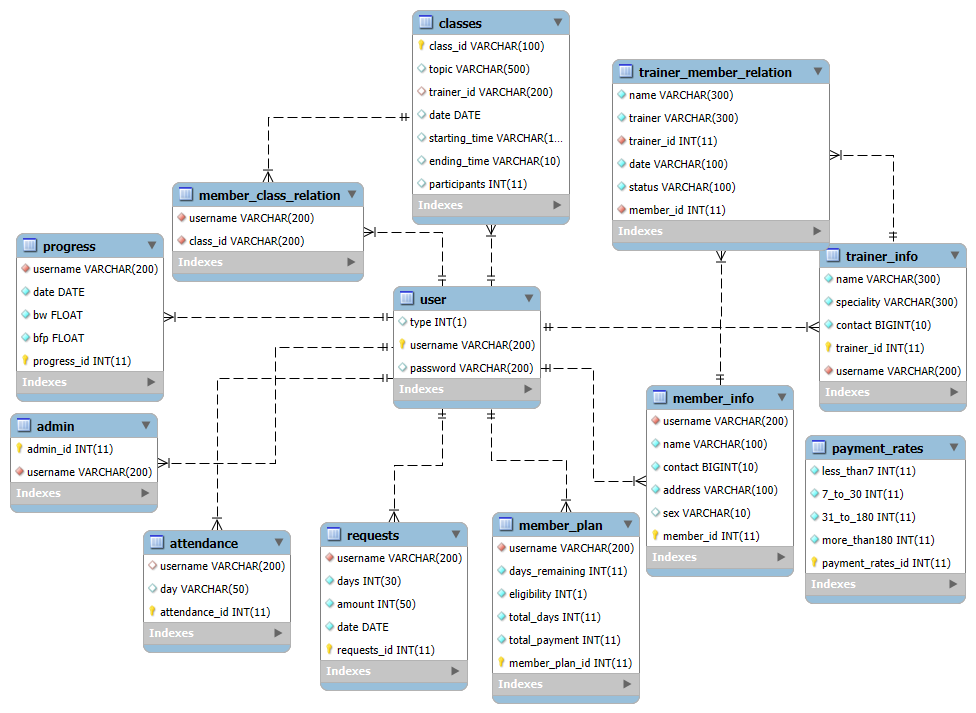 classes
class_id VARCHAR(100)
topic VARCHAR(500)
trainer_id VARCHAR(200)
date DATE
starting_time VARCHAR(1...
ending_time VARCHAR(10)
participants INT(11)
Indexes
trainer_member_relation
name VARCHAR(300)
trainer VARCHAR(300)
trainer_id INT(11)
date VARCHAR(100)
status VARCHAR(100)
member_id INT(11)
Indexes
member_class_relation
username VARCHAR(200)
class_id VARCHAR(200)
Indexes
progress
username VARCHAR(200)
date DATE
bw FLOAT
bfp FLOAT
progress_id INT(11)
Indexes
user
type INT(1)
username VARCHAR(200)
password VARCHAR(200)
Indexes
trainer_info
name VARCHAR(300)
speciality VARCHAR(300)
contact BIGINT(10)
trainer_id INT(11)
username VARCHAR(200)
Indexes
admin
admin_id INT(11)
username VARCHAR(200)
Indexes
member_info
username VARCHAR(200)
name VARCHAR(100)
contact BIGINT(10)
address VARCHAR(100)
sex VARCHAR(10)
member_id INT(11)
Indexes
payment_rates
less_than7 INT(11)
7_to_30 INT(11)
31_to_180 INT(11)
more_than180 INT(11)
payment_rates_id INT(11)
Indexes
attendance
username VARCHAR(200)
day VARCHAR(50)
attendance_id INT(11)
Indexes
requests
username VARCHAR(200)
days INT(30)
amount INT(50)
date DATE
requests_id INT(11)
Indexes
member_plan
username VARCHAR(200)
days_remaining INT(11)
eligibility INT(1)
total_days INT(11)
total_payment INT(11)
member_plan_id INT(11)
Indexes